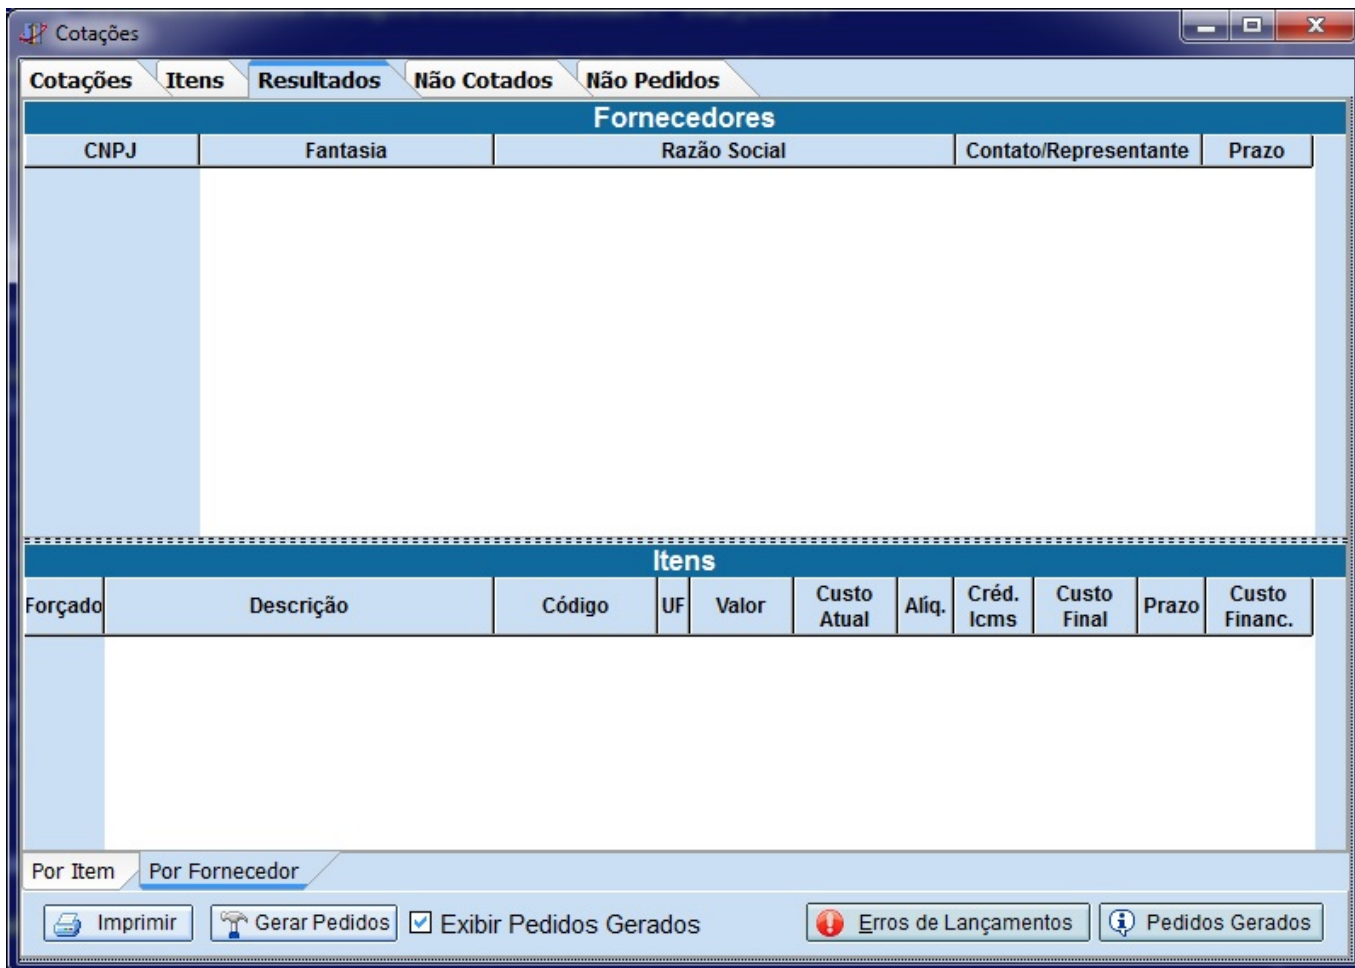 Cotações
Cotações Itens Resultados Não Cotados Não Pedidos
Fornecedores
CNPJ Fantasia Razão Social Contato/Representante Prazo
Itens
Forçado Descrição Código UF Valor Custo Atual Alíq. Créd. Icms Custo Final Prazo Custo Financ.
Por Item Por Fornecedor
Imprimir Gerar Pedidos Exibir Pedidos Gerados Erros de Lançamentos Pedidos Gerados